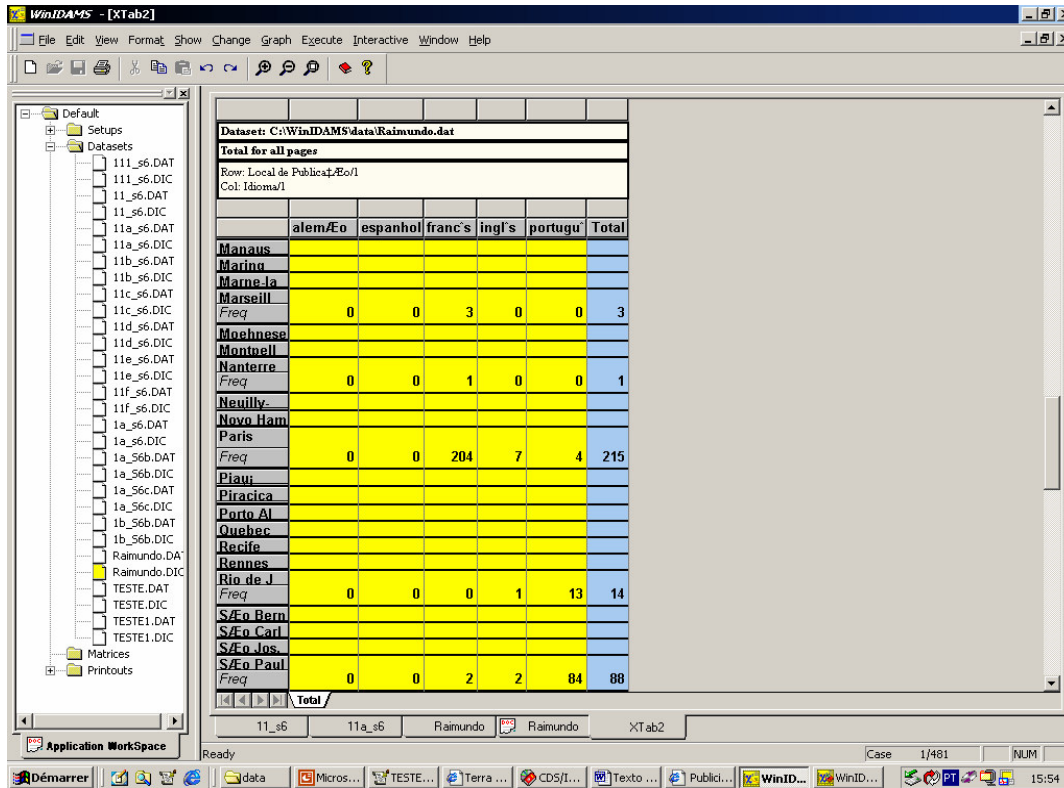 WinIDAMS - [XTab2]
File Edit View Format Show Change Graph Execute Interactive Window Help
Default
Setups
Datasets
111_s6.DAT
111_s6.DIC
11_s6.DAT
11_s6.DIC
11a_s6.DAT
11a_s6.DIC
11b_s6.DAT
11b_s6.DIC
11c_s6.DAT
11c_s6.DIC
11d_s6.DAT
11d_s6.DIC
11e_s6.DAT
11e_s6.DIC
11f_s6.DAT
11f_s6.DIC
1a_s6.DAT
1a_s6.DIC
1a_S6b.DAT
1a_S6b.DIC
1a_S6c.DAT
1a_S6c.DIC
1b_S6b.DAT
1b_S6b.DIC
Raimundo.DA
Raimundo.DIC
TESTE.DAT
TESTE.DIC
TESTE1.DAT
TESTE1.DIC
Matrices
Printouts
Application WorkSpace
Dataset: C:\WinIDAMS\data\Raimundo.dat
Total for all pages
Row: Local de Publica‡Æo/1
Col: Idioma/1
alemÆo espanhol francˆs inglˆs portuguˆ Total
Manaus
Maring
Marne-la
Marseill
Freq 0 0 3 0 0 3
Moehnese
Montpell
Nanterre
Freq 0 0 1 0 0 1
Neuilly-
Novo Ham
Paris
Freq 0 0 204 7 4 215
Piau¡
Piracica
Porto Al
Quebec
Recife
Rennes
Rio de J
Freq 0 0 0 1 13 14
SÆo Bern
SÆo Carl
SÆo Jos.
SÆo Paul
Freq 0 0 2 2 84 88
Total
11_s6 11a_s6 Raimundo DOC Raimundo XTab2
Ready Case 1/481 NUM
Démarrer data Micros... TESTE... Terra ... CDS/I... Texto ... Publici... WinID... WinID... PT 15:54